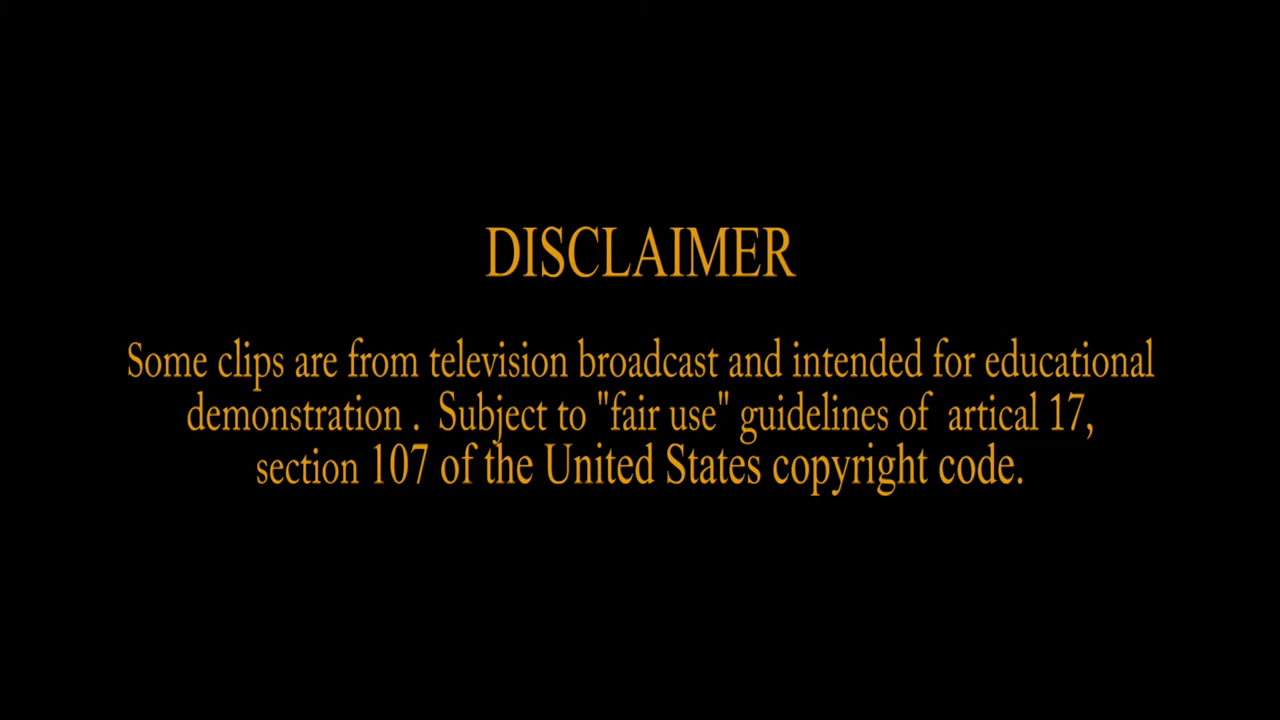 DISCLAIMER
Some clips are from television broadcast and intended for educational
demonstration .  Subject to "fair use" guidelines of  artical 17,
section 107 of the United States copyright code.